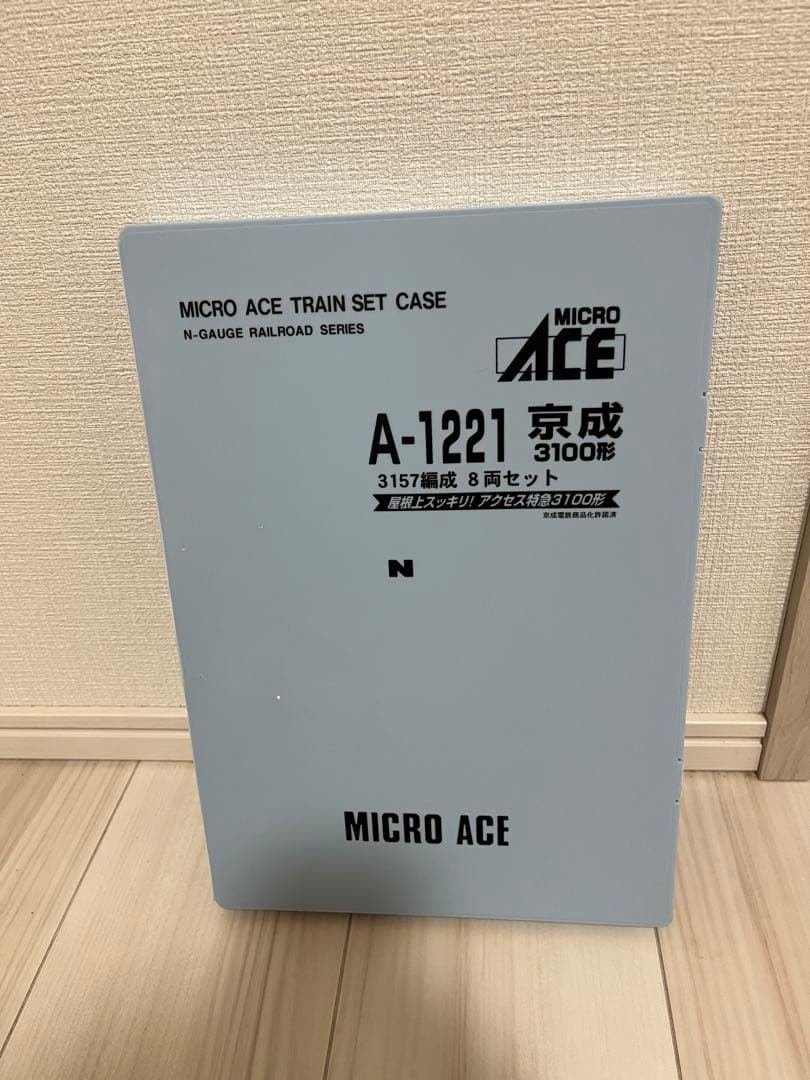 MICRO ACE TRAIN SET CASE
N-GAUGE RAILROAD SERIES
MICRO
ACE
A-1221 京成
3100形
3157編成 8両セット
屋根上スッキリ! アクセス特急3100形
京成電鉄商品化許諾済
N
MICRO ACE